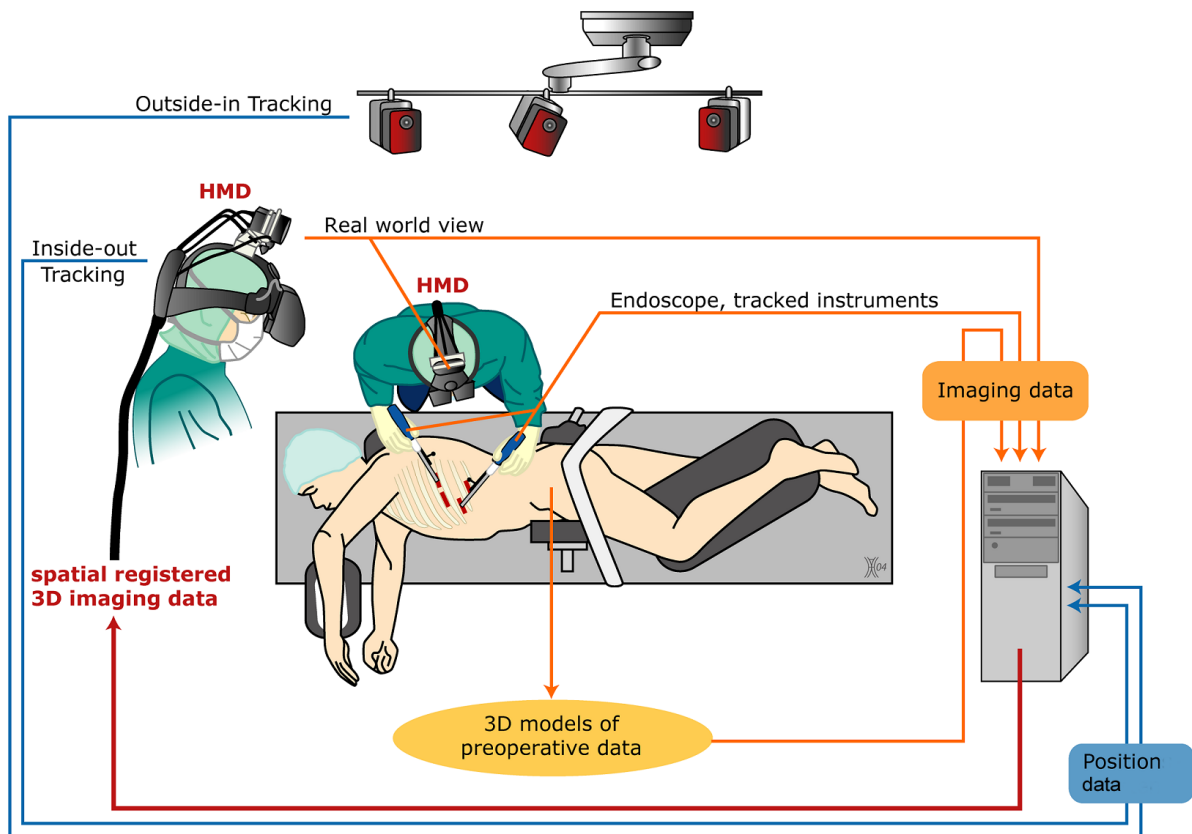 Outside-in Tracking
HMD
Real world view
Inside-out
Tracking
HMD
Endoscope, tracked instruments
Imaging data
04
spatial registered
3D imaging data
3D models of
preoperative data
Position
data